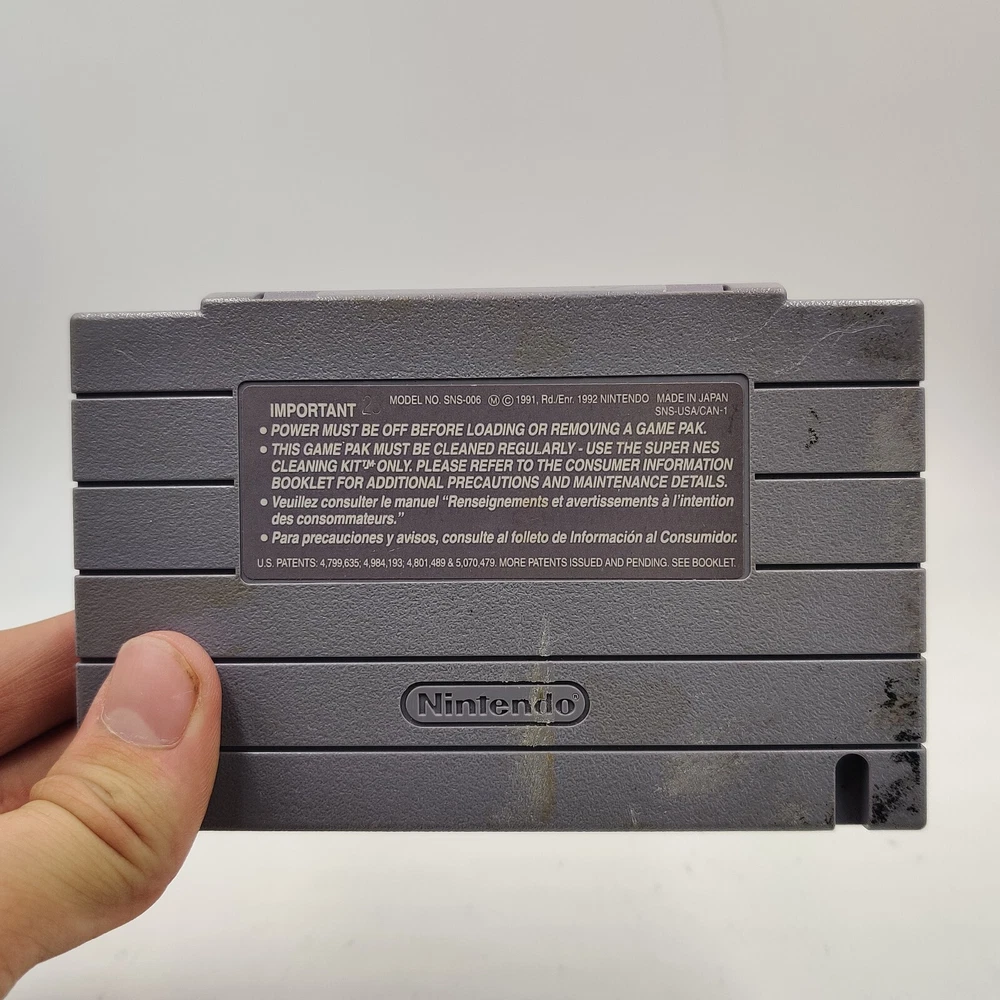 IMPORTANT MODEL NO. SNS-006 Ⓜ © 1991, Rd./Enr. 1992 NINTENDO MADE IN JAPAN
SNS-USA/CAN-1
● POWER MUST BE OFF BEFORE LOADING OR REMOVING A GAME PAK.
● THIS GAME PAK MUST BE CLEANED REGULARLY - USE THE SUPER NES
CLEANING KIT™ ONLY. PLEASE REFER TO THE CONSUMER INFORMATION
BOOKLET FOR ADDITIONAL PRECAUTIONS AND MAINTENANCE DETAILS.
● Veuillez consulter le manuel “Renseignements et avertissements à l’intention
des consommateurs.”
● Para precauciones y avisos, consulte al folleto de Información al Consumidor.
U.S. PATENTS: 4,799,635; 4,984,193; 4,801,489 & 5,070,479. MORE PATENTS ISSUED AND PENDING. SEE BOOKLET.
Nintendo®